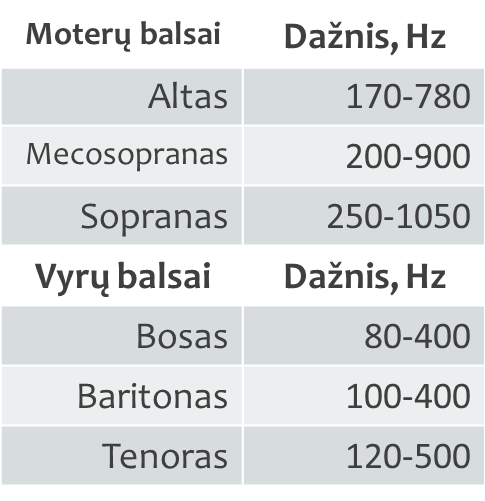 Moterų balsai Dažnis, Hz
Altas 170-780
Mecosopranas 200-900
Sopranas 250-1050
Vyrų balsai Dažnis, Hz
Bosas 80-400
Baritonas 100-400
Tenoras 120-500